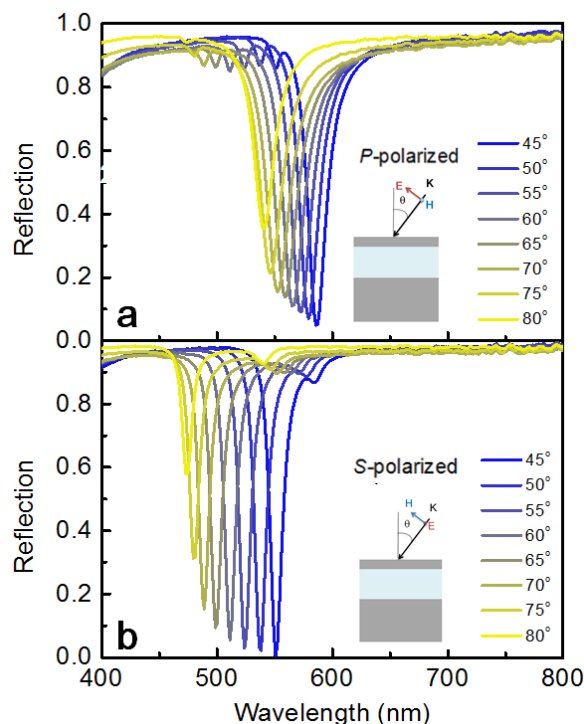 1.0
0.8
0.6
0.4
0.2
0.0
Reflection
P-polarized
E
K
H
θ
45°
50°
55°
60°
65°
70°
75°
80°
a
0.8
0.6
0.4
0.2
0.0
Reflection
S-polarized
H
K
E
θ
45°
50°
55°
60°
65°
70°
75°
80°
b
400 500 600 700 800
Wavelength (nm)